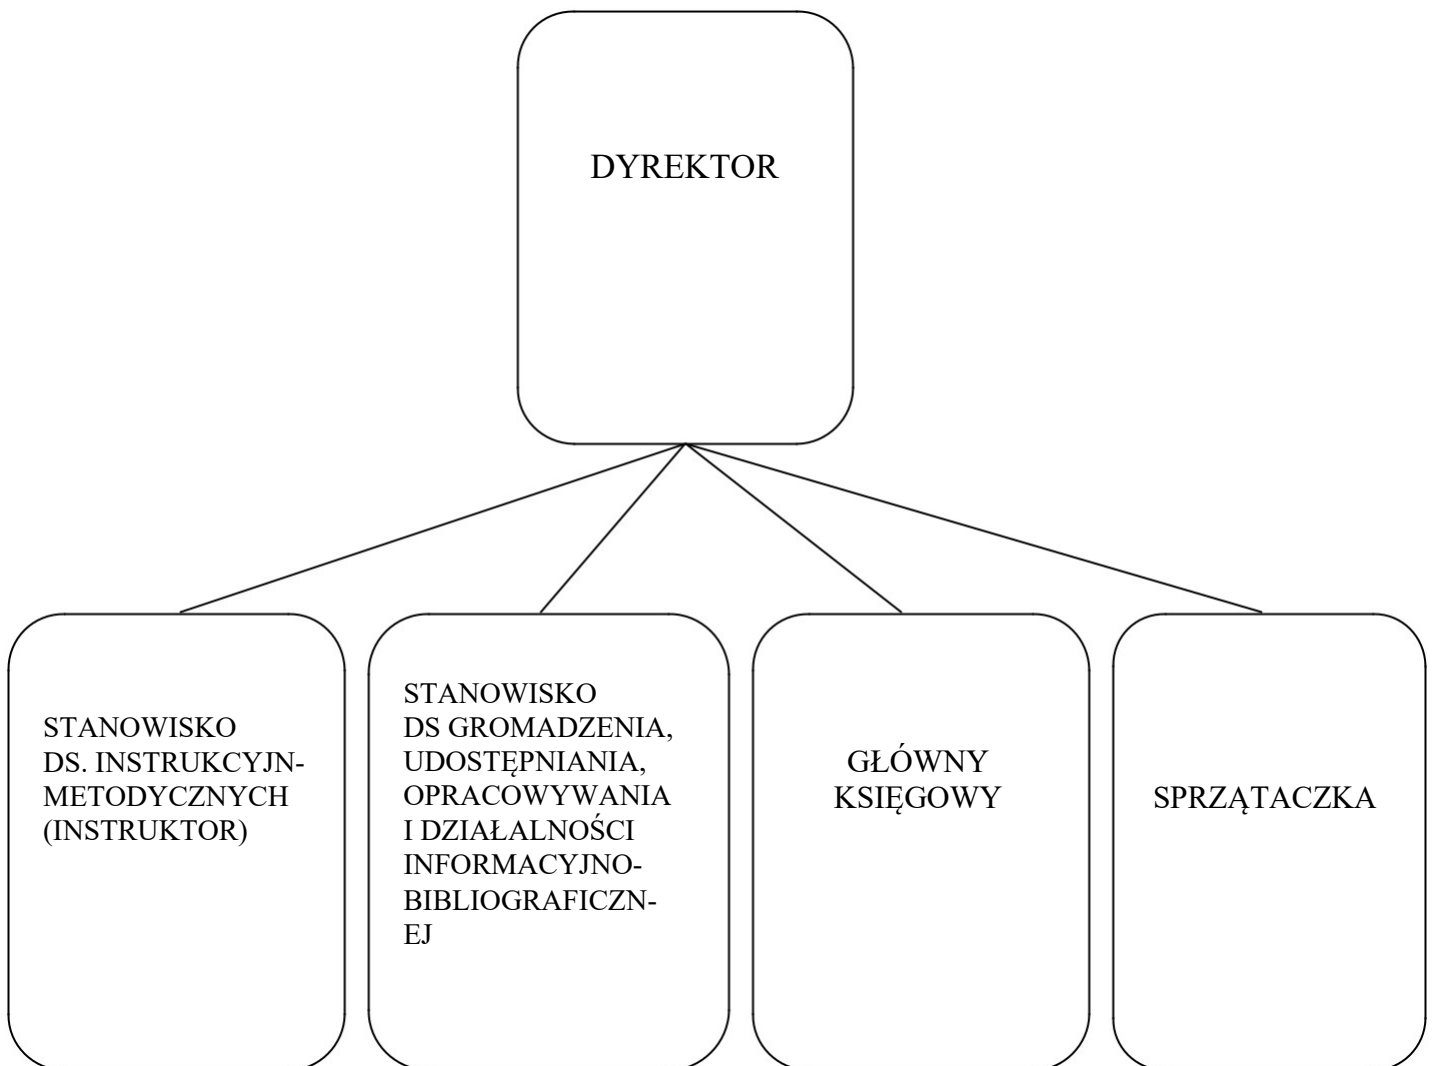 DYREKTOR
STANOWISKO
DS. INSTRUKCYJN-
METODYCZNYCH
(INSTRUKTOR)
STANOWISKO
DS GROMADZENIA,
UDOSTĘPNIANIA,
OPRACOWYWANIA
I DZIAŁALNOŚCI
INFORMACYJNO-
BIBLIOGRAFICZN-
EJ
GŁÓWNY
KSIĘGOWY
SPRZĄTACZKA